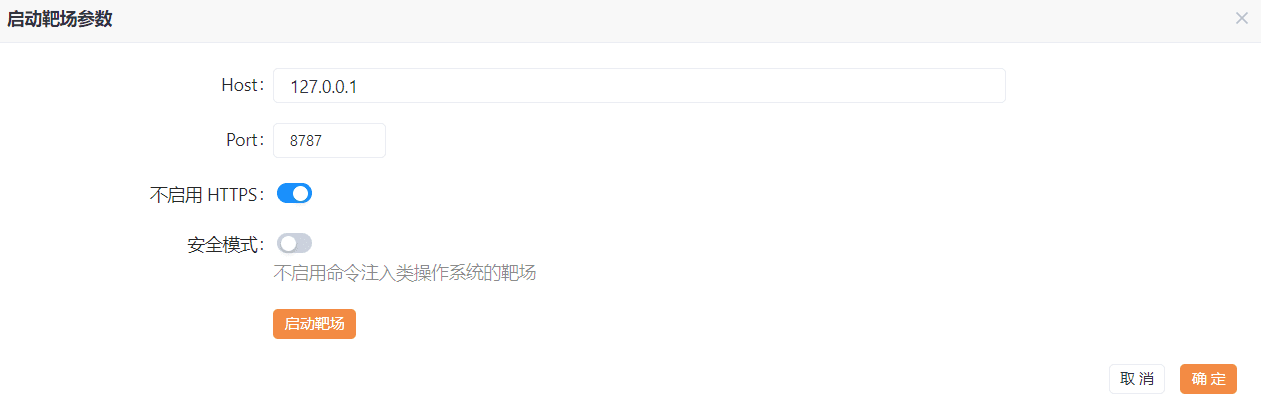 启动靶场参数
Host:
127.0.0.1
Port:
8787
不启用 HTTPS:
安全模式:
不启用命令注入类操作系统的靶场
启动靶场
取 消
确 定